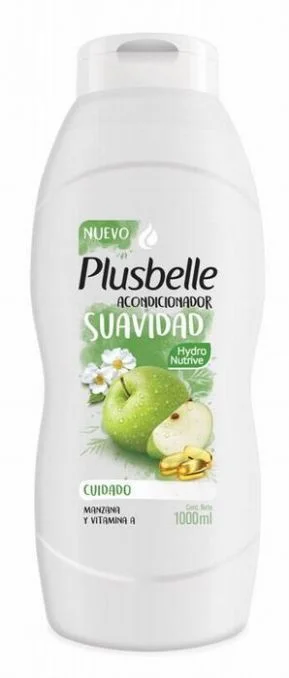 NUEVO
Plusbelle
ACONDICIONADOR
SUAVIDAD
Hydro
Nutrive
CUIDADO
MANZANA
Y VITAMINA A
Cont. Neto
1000ml